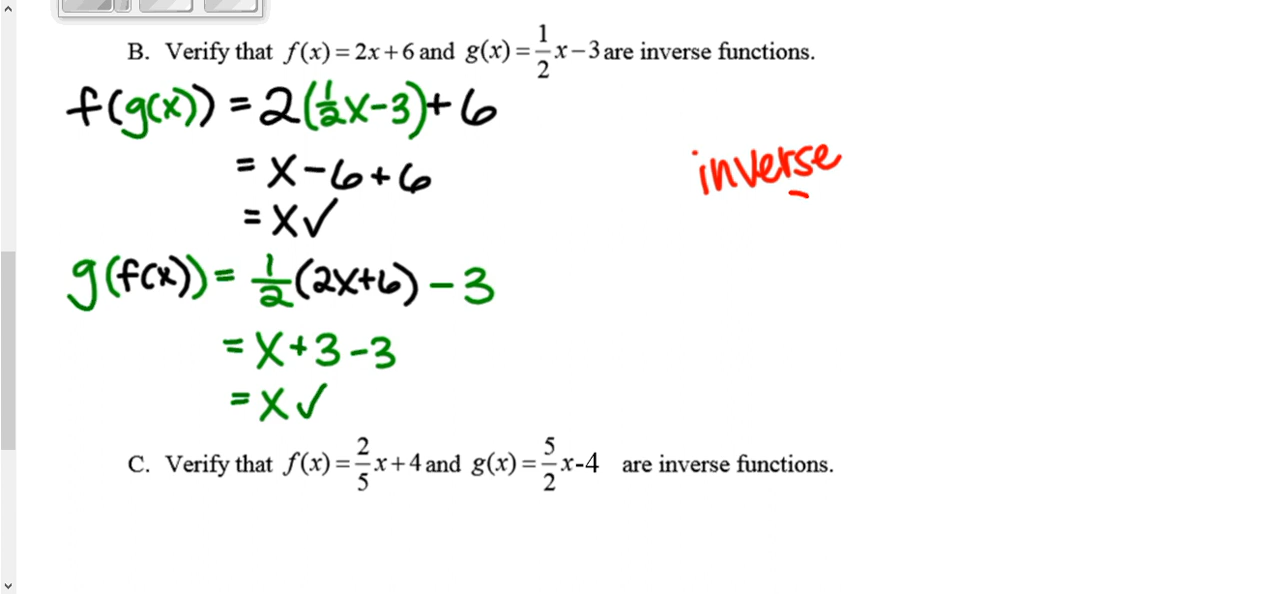 B. Verify that f(x) = 2x + 6 and g(x) = 1/2 x − 3 are inverse functions.
f(g(x)) = 2(1/2 x − 3) + 6
= x − 6 + 6
inverse
= x ✓
g(f(x)) = 1/2 (2x + 6) − 3
= x + 3 − 3
= x ✓
C. Verify that f(x) = 2/5 x + 4 and g(x) = 5/2 x - 4 are inverse functions.